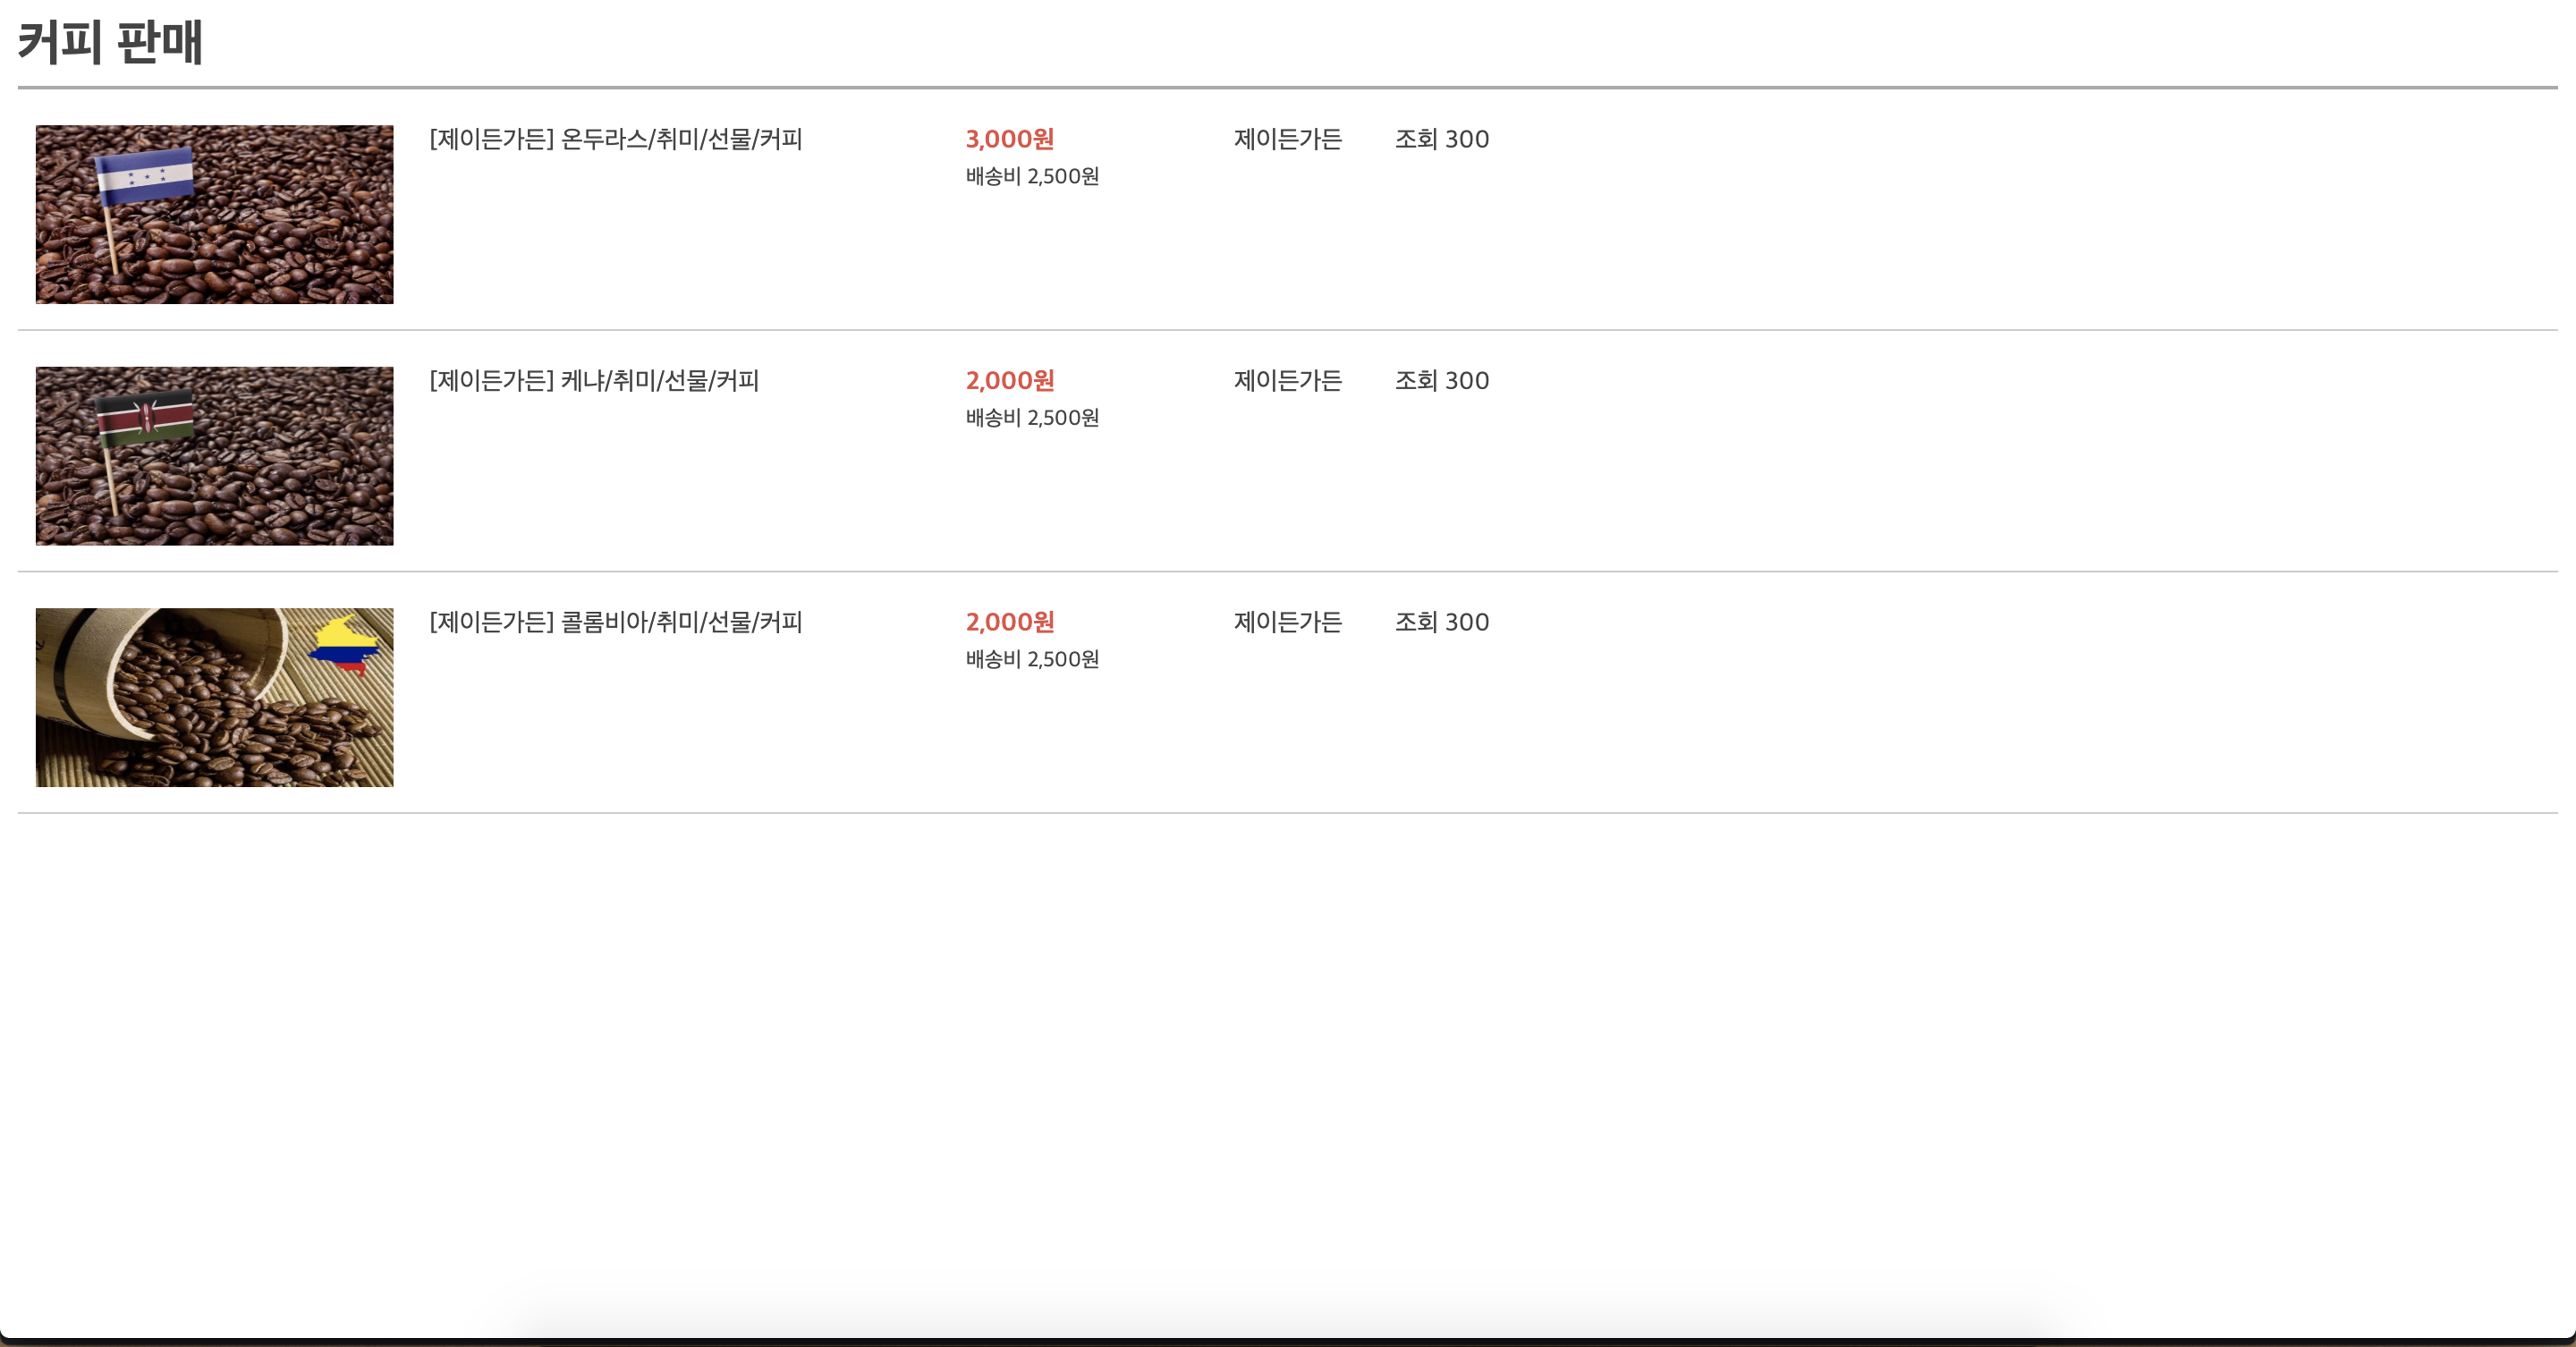 커피 판매
[제이든가든] 온두라스/취미/선물/커피 3,000원 제이든가든 조회 300
배송비 2,500원
[제이든가든] 케냐/취미/선물/커피 2,000원 제이든가든 조회 300
배송비 2,500원
[제이든가든] 콜롬비아/취미/선물/커피 2,000원 제이든가든 조회 300
배송비 2,500원